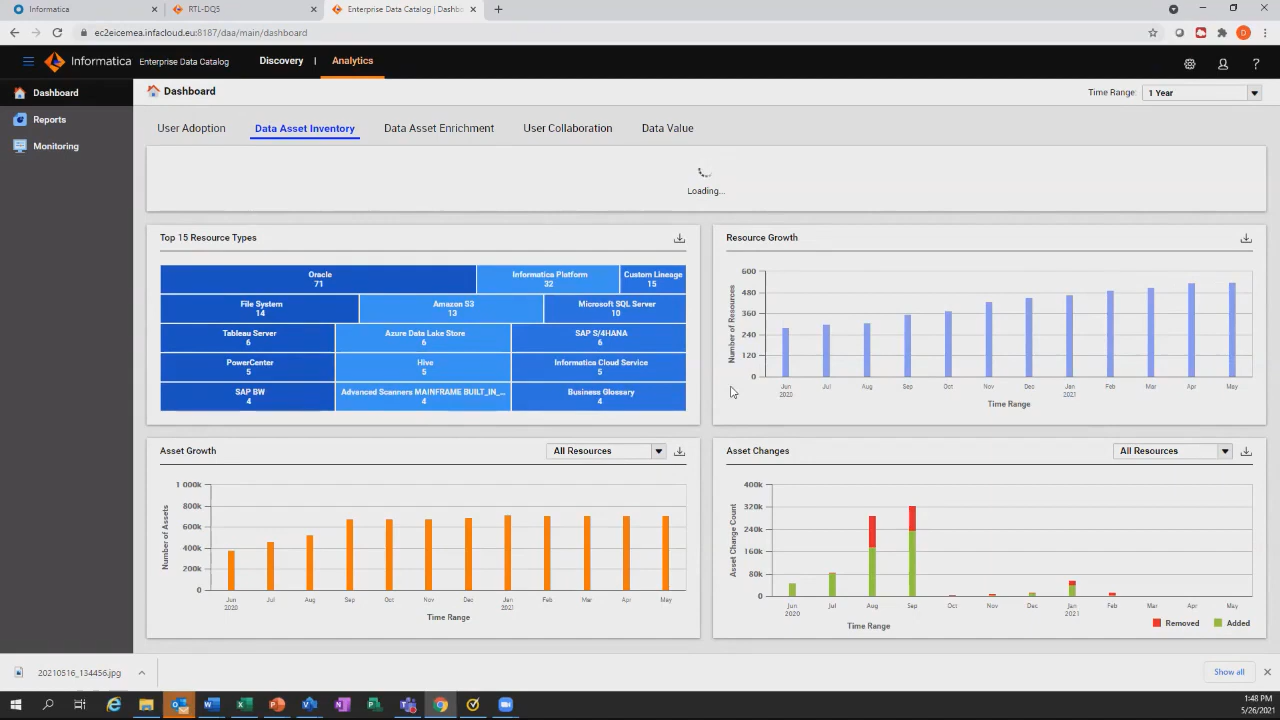 Informatica
RTL-DQS
Enterprise Data Catalog | Dashbo
ec2eicemea.infacloud.eu:8187/daa/main/dashboard
D
Informatica Enterprise Data Catalog Discovery | Analytics
Dashboard
Reports
Monitoring
Dashboard
Time Range: 1 Year
User Adoption Data Asset Inventory Data Asset Enrichment User Collaboration Data Value
Loading...
Top 15 Resource Types
Oracle
71
Informatica Platform
32
Custom Lineage
15
File System
14
Amazon S3
13
Microsoft SQL Server
10
Tableau Server
6
Azure Data Lake Store
6
SAP S/4HANA
6
PowerCenter
5
Hive
5
Informatica Cloud Service
5
SAP BW
4
Advanced Scanners MAINFRAME BUILT_IN_...
4
Business Glossary
4
Resource Growth
Number of Resources
600
480
360
240
120
0
Jun Jul Aug Sep Oct Nov Dec Jan Feb Mar Apr May
2020 2021
Time Range
Asset Growth
All Resources
Number of Assets
1 000k
800k
600k
400k
200k
0
Jun Jul Aug Sep Oct Nov Dec Jan Feb Mar Apr May
2020 2021
Time Range
Asset Changes
All Resources
Asset Change Count
400k
320k
240k
160k
80k
0
Jun Jul Aug Sep Oct Nov Dec Jan Feb Mar Apr May
2020 2021
Time Range
Removed Added
20210516_134456.jpg
Show all
1:48 PM
5/26/2021